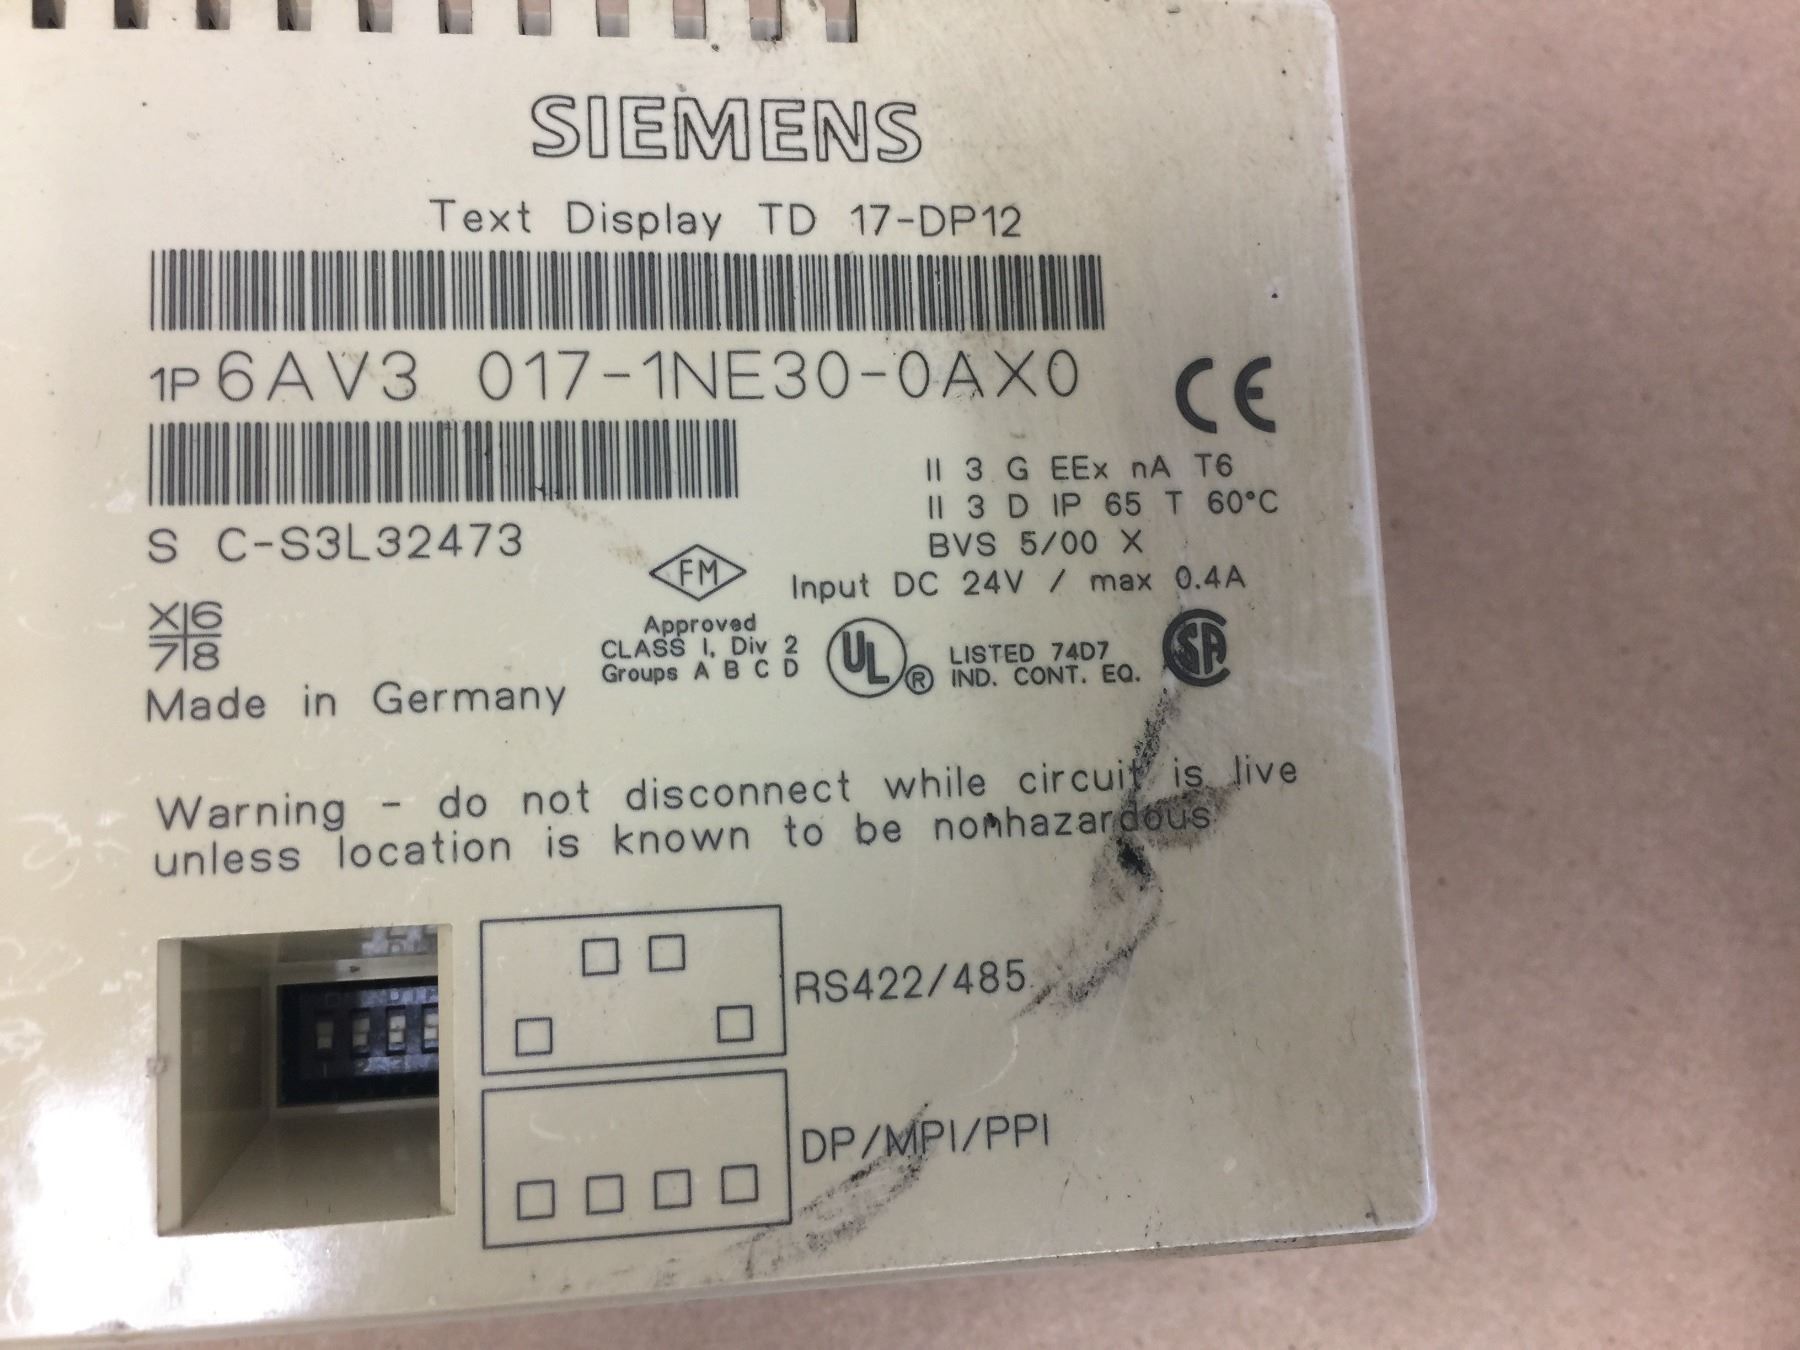 SIEMENS
Text Display TD 17-DP12
1P 6AV3 017-1NE30-0AX0
CE
S C-S3L32473
II 3 G EEx nA T6
II 3 D IP 65 T 60°C
BVS 5/00 X
Input DC 24V / max 0.4A
X 6
7 8
FM
Approved
CLASS I, Div 2
Groups A B C D
UL ®
LISTED 74D7
IND. CONT. EQ.
SA
Made in Germany
Warning - do not disconnect while circuit is live
unless location is known to be nonhazardous
RS422/485
DP/MPI/PPI